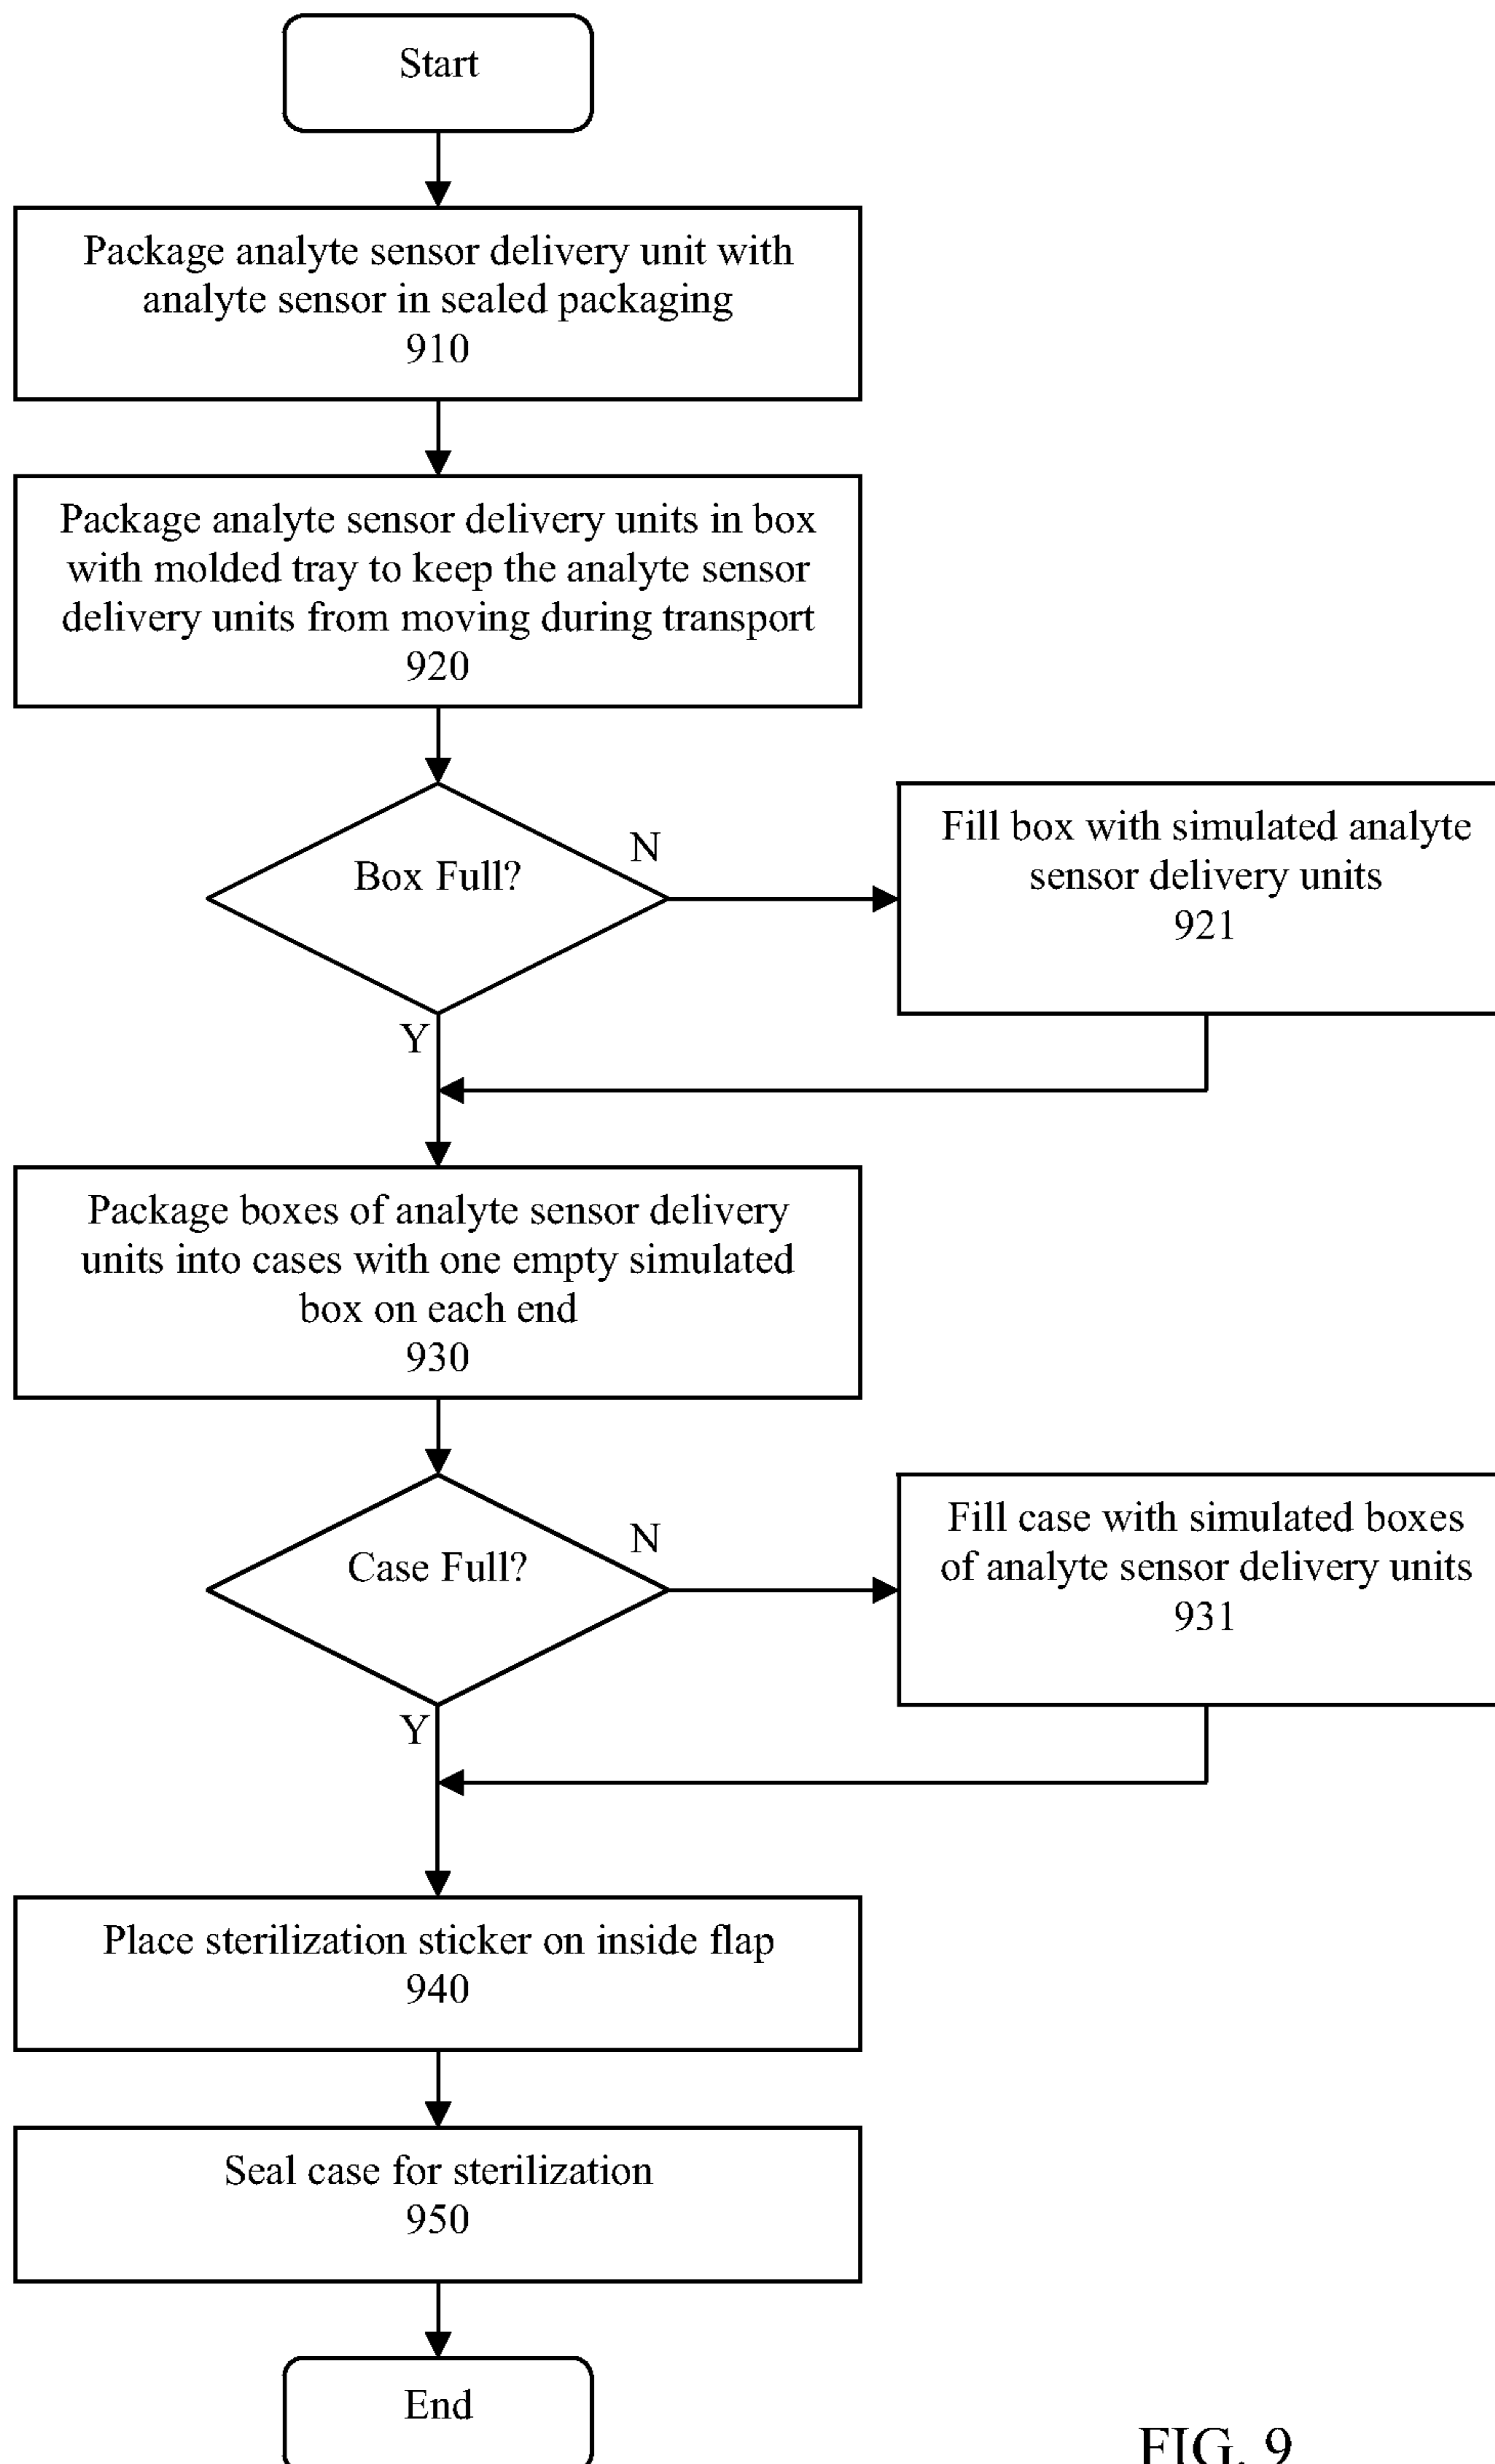 Start
Package analyte sensor delivery unit with
analyte sensor in sealed packaging
910
Package analyte sensor delivery units in box
with molded tray to keep the analyte sensor
delivery units from moving during transport
920
Box Full?
N
Fill box with simulated analyte
sensor delivery units
921
Y
Package boxes of analyte sensor delivery
units into cases with one empty simulated
box on each end
930
Case Full?
N
Fill case with simulated boxes
of analyte sensor delivery units
931
Y
Place sterilization sticker on inside flap
940
Seal case for sterilization
950
End
FIG. 9